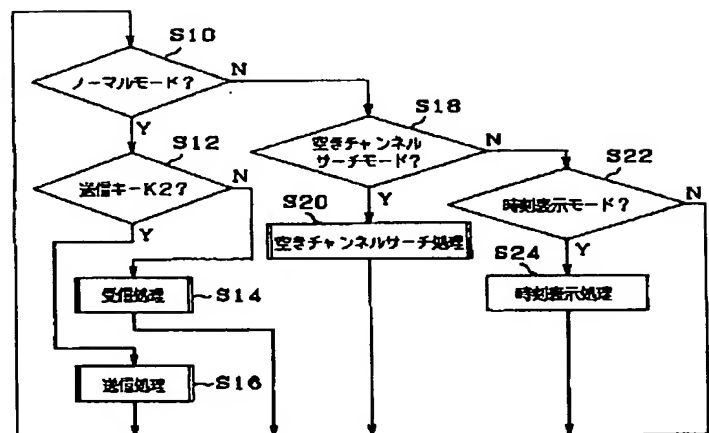 S10
ノーマルモード?
N
Y
S12
送信キーK2?
N
Y
受信処理
S14
送信処理
S16
S18
空きチャンネル
サーチモード?
N
Y
S20
空きチャンネルサーチ処理
S22
時刻表示モード?
N
Y
S24
時刻表示処理